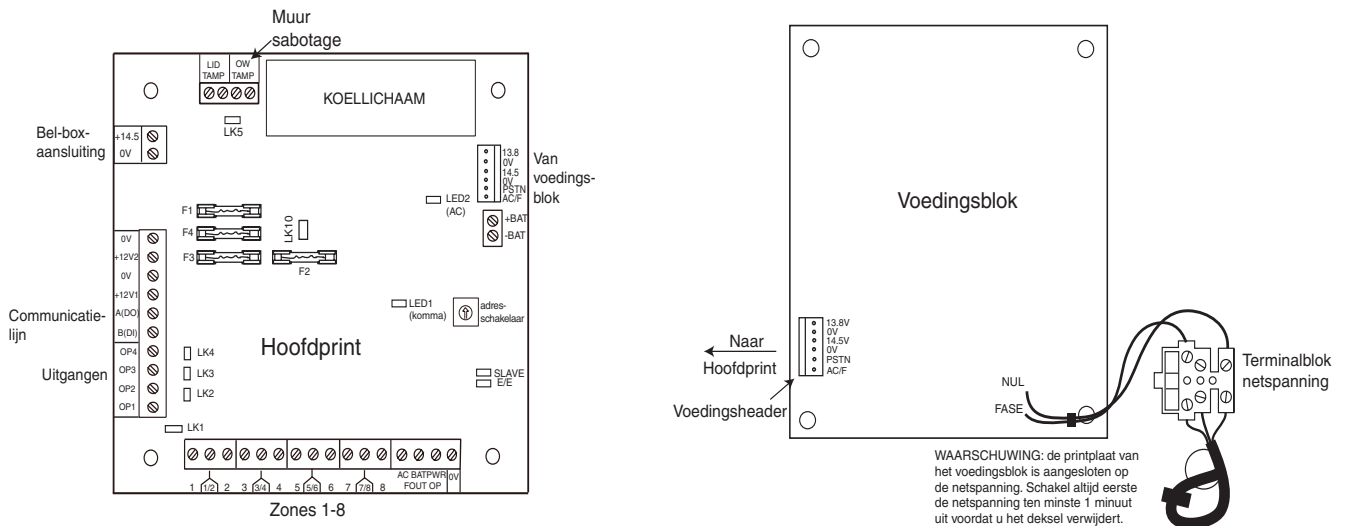 Muur
sabotage
LID
TAMP
OW
TAMP
KOELLICHAAM
LK5
Bel-box-
aansluiting
+14.5
0V
13.8
0V
14.5
0V
PSTN
AC/F
Van
voedings-
blok
LED2
(AC)
+BAT
-BAT
F1
F4
F3
LK10
F2
0V
+12V2
0V
+12V1
A(DO)
B(DI)
OP4
OP3
OP2
OP1
Communicatie-
lijn
Uitgangen
LED1
(komma)
adres-
schakelaar
Hoofdprint
LK4
LK3
LK2
LK1
SLAVE
E/E
1 1/2 2 3 3/4 4 5 5/6 6 7 7/8 8
AC BATPWR
FOUT OP
0V
Zones 1-8
Voedingsblok
13.8V
0V
14.5V
0V
PSTN
AC/F
Naar
Hoofdprint
Voedingsheader
NUL
FASE
Terminalblok
netspanning
WAARSCHUWING: de printplaat van
het voedingsblok is aangesloten op
de netspanning. Schakel altijd eerste
de netspanning ten minste 1 minuut
uit voordat u het deksel verwijdert.